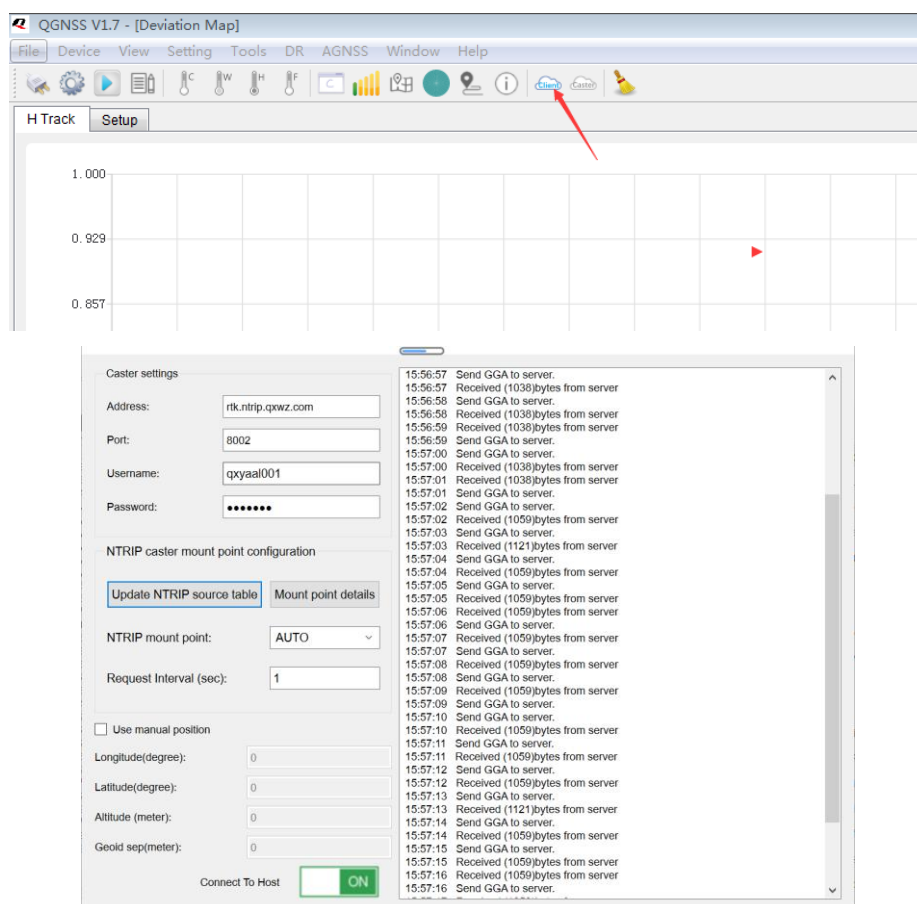 QGNSS V1.7 - [Deviation Map]
File Device View Setting Tools DR AGNSS Window Help
C W H F C Client Caster
H Track Setup
1.000
0.929
0.857
Caster settings
Address: rtk.ntrip.qxwz.com
Port: 8002
Username: qxyaal001
Password: •••••••
NTRIP caster mount point configuration
Update NTRIP source table Mount point details
NTRIP mount point: AUTO
Request Interval (sec): 1
Use manual position
Longitude(degree): 0
Latitude(degree): 0
Altitude (meter): 0
Geoid sep(meter): 0
Connect To Host ON
15:56:57 Send GGA to server.
15:56:57 Received (1038)bytes from server
15:56:58 Send GGA to server.
15:56:58 Received (1038)bytes from server
15:56:59 Received (1038)bytes from server
15:56:59 Send GGA to server.
15:57:00 Send GGA to server.
15:57:00 Received (1038)bytes from server
15:57:01 Received (1038)bytes from server
15:57:01 Send GGA to server.
15:57:02 Send GGA to server.
15:57:02 Received (1059)bytes from server
15:57:03 Send GGA to server.
15:57:03 Received (1121)bytes from server
15:57:04 Send GGA to server.
15:57:04 Received (1059)bytes from server
15:57:05 Send GGA to server.
15:57:05 Received (1059)bytes from server
15:57:06 Received (1059)bytes from server
15:57:06 Send GGA to server.
15:57:07 Received (1059)bytes from server
15:57:07 Send GGA to server.
15:57:08 Received (1059)bytes from server
15:57:08 Send GGA to server.
15:57:09 Received (1059)bytes from server
15:57:09 Send GGA to server.
15:57:10 Send GGA to server.
15:57:10 Received (1059)bytes from server
15:57:11 Send GGA to server.
15:57:11 Received (1059)bytes from server
15:57:12 Send GGA to server.
15:57:12 Received (1059)bytes from server
15:57:13 Send GGA to server.
15:57:13 Received (1121)bytes from server
15:57:14 Send GGA to server.
15:57:14 Received (1059)bytes from server
15:57:15 Send GGA to server.
15:57:15 Received (1059)bytes from server
15:57:16 Received (1059)bytes from server
15:57:16 Send GGA to server.